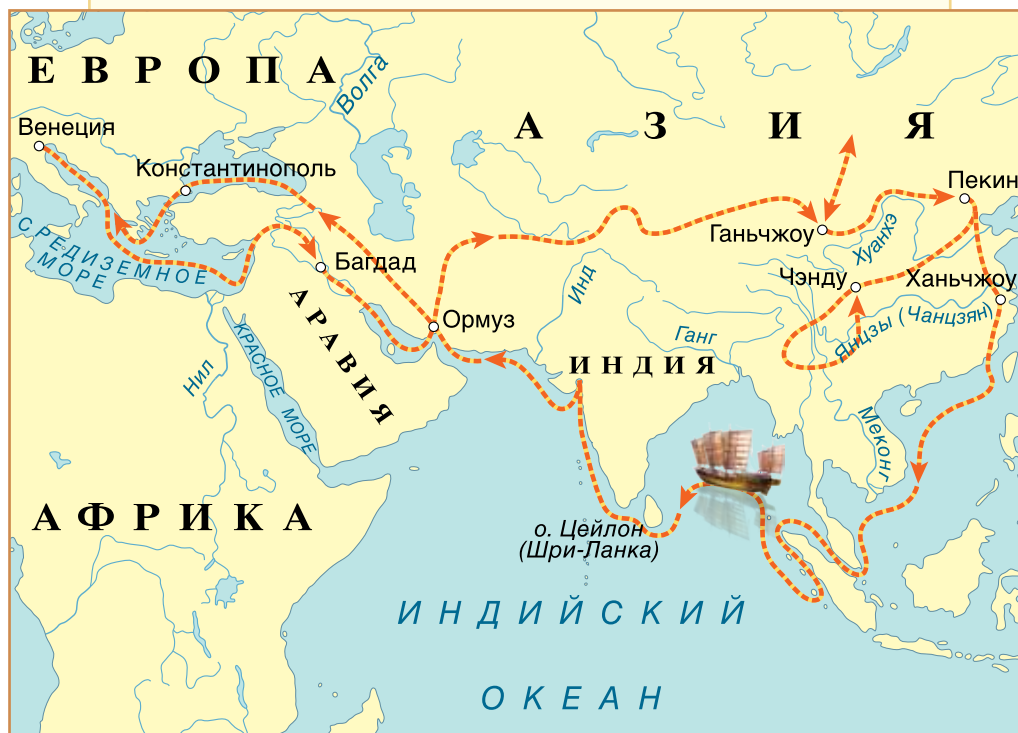 ЕВРОПА
Волга
Венеция
АЗИЯ
Константинополь
Пекин
СРЕДИЗЕМНОЕ
МОРЕ
Ганьчжоу
Хуанхэ
Багдад
Чэнду
Ханьчжоу
Инд
АРАВИЯ
Ормуз
Янцзы (Чанцзян)
Ганг
КРАСНОЕ МОРЕ
Нил
ИНДИЯ
Меконг
АФРИКА
о. Цейлон
(Шри-Ланка)
ИНДИЙСКИЙ
ОКЕАН